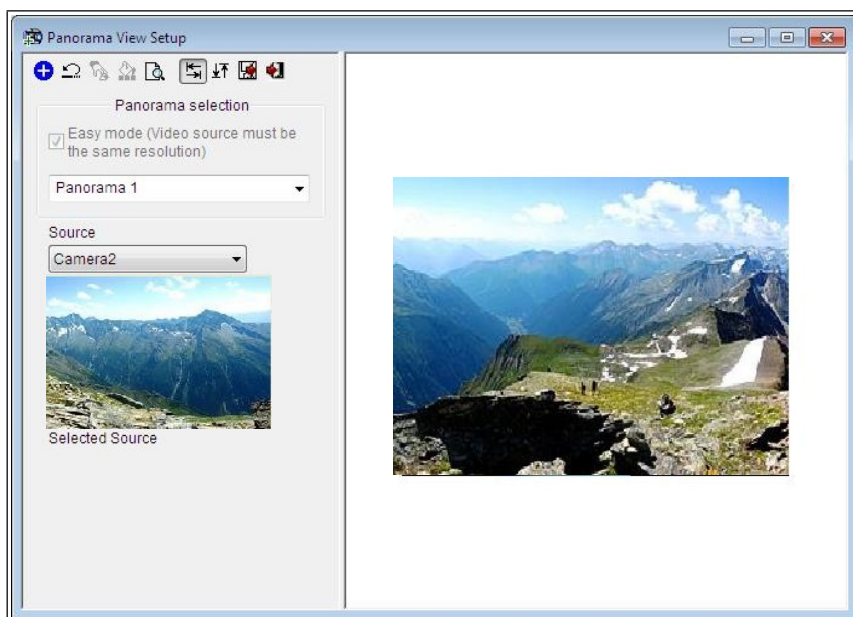 Panorama View Setup
Panorama selection
Easy mode (Video source must be
the same resolution)
Panorama 1
Source
Camera2
Selected Source